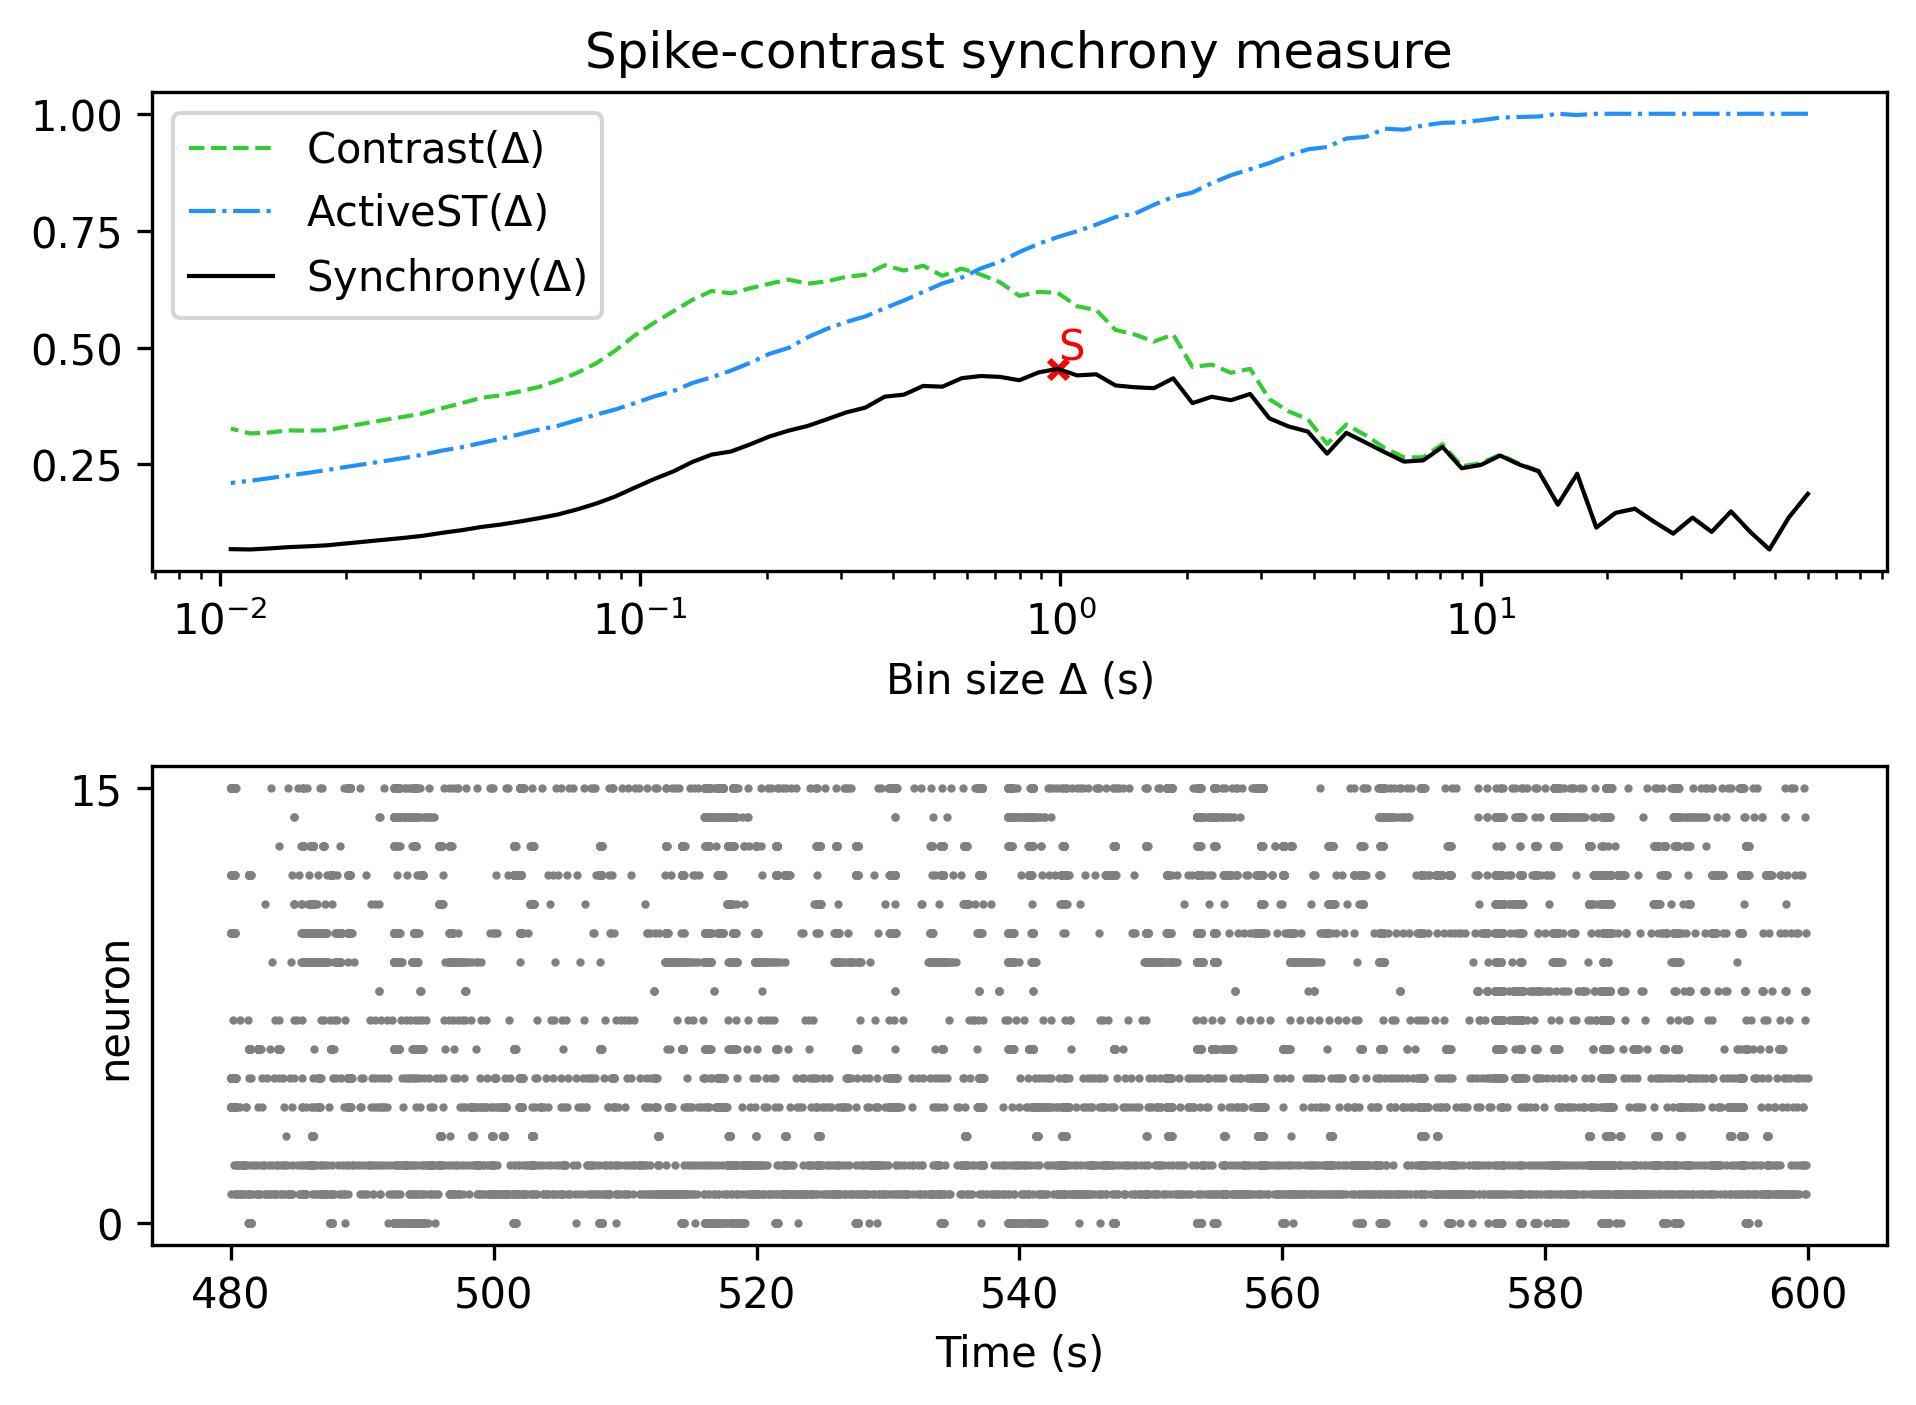 Spike-contrast synchrony measure
1.00
0.75
0.50
0.25
Contrast(Δ)
ActiveST(Δ)
Synchrony(Δ)
S
10⁻² 10⁻¹ 10⁰ 10¹
Bin size Δ (s)
15
0
neuron
480 500 520 540 560 580 600
Time (s)